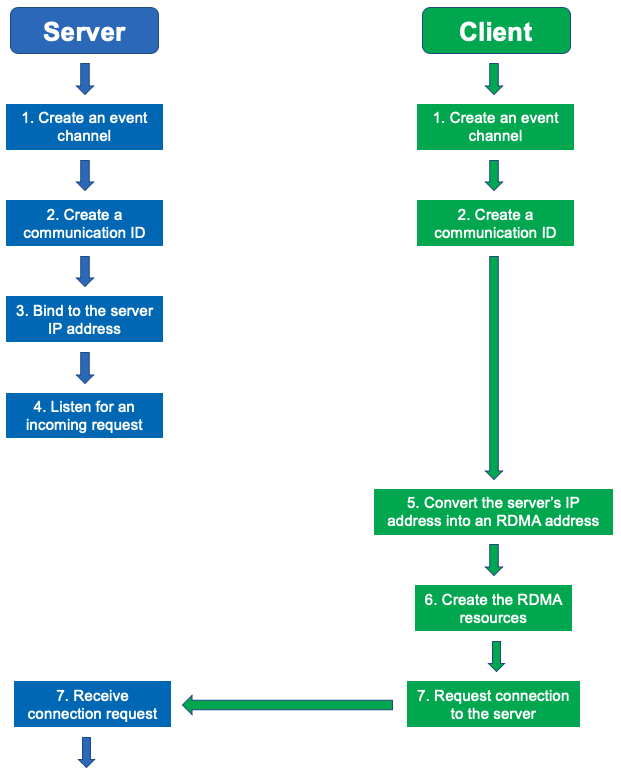 Server
Client
1. Create an event
channel
1. Create an event
channel
2. Create a
communication ID
2. Create a
communication ID
3. Bind to the server
IP address
4. Listen for an
incoming request
5. Convert the server’s IP
address into an RDMA address
6. Create the RDMA
resources
7. Receive
connection request
7. Request connection
to the server